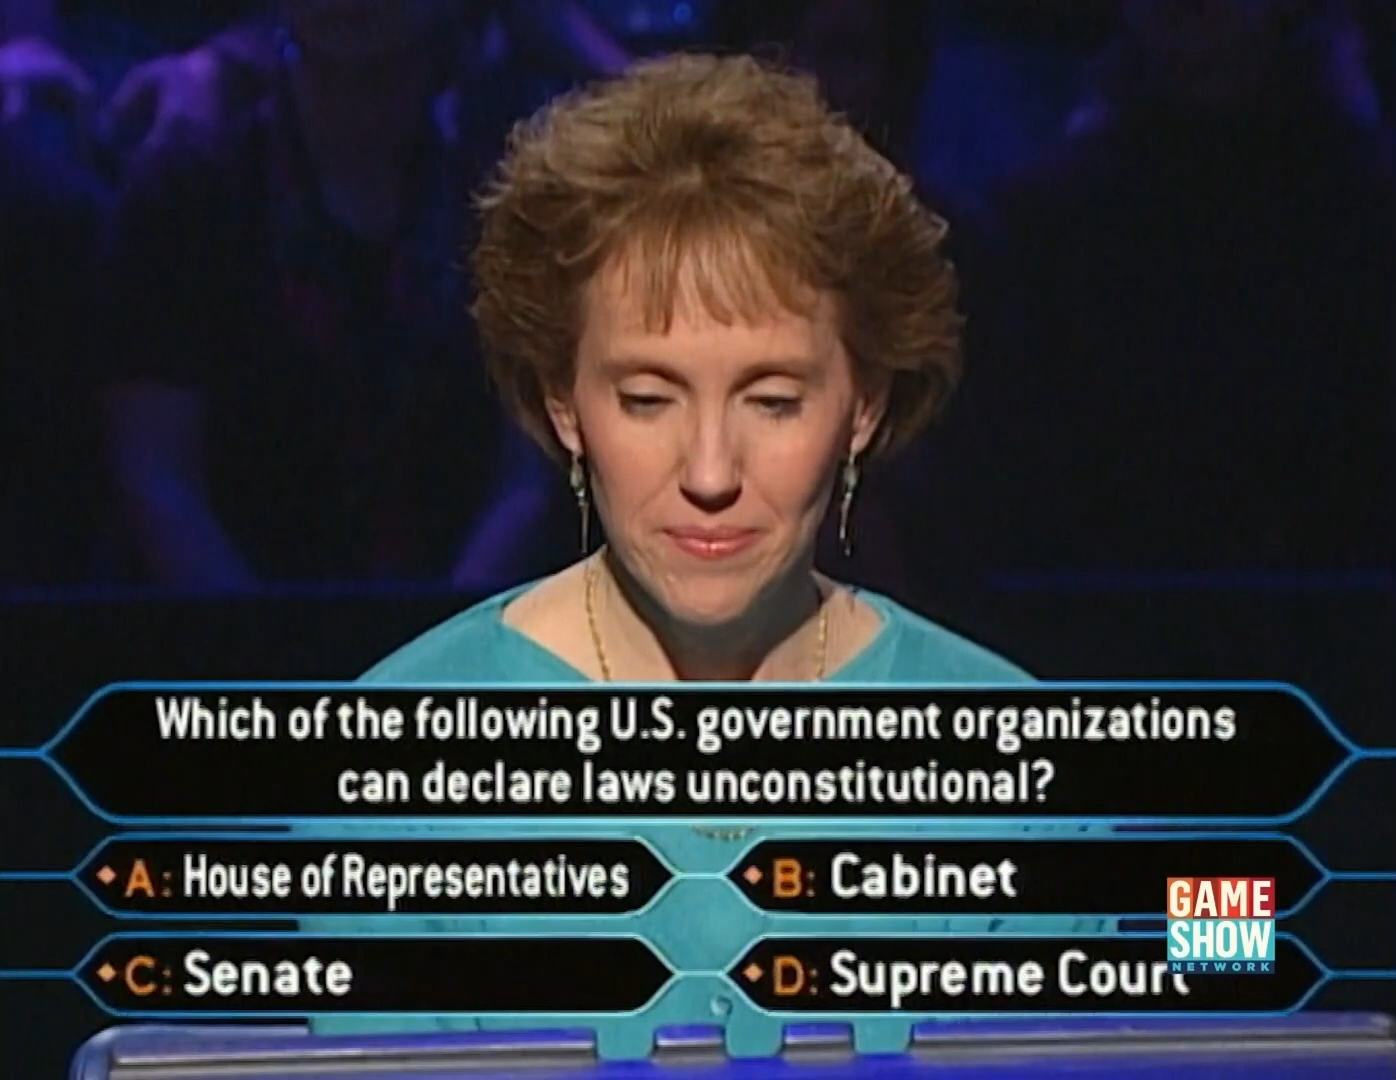 Which of the following U.S. government organizations
can declare laws unconstitutional?
A: House of Representatives
B: Cabinet
C: Senate
D: Supreme Court
GAME
SHOW
NETWORK